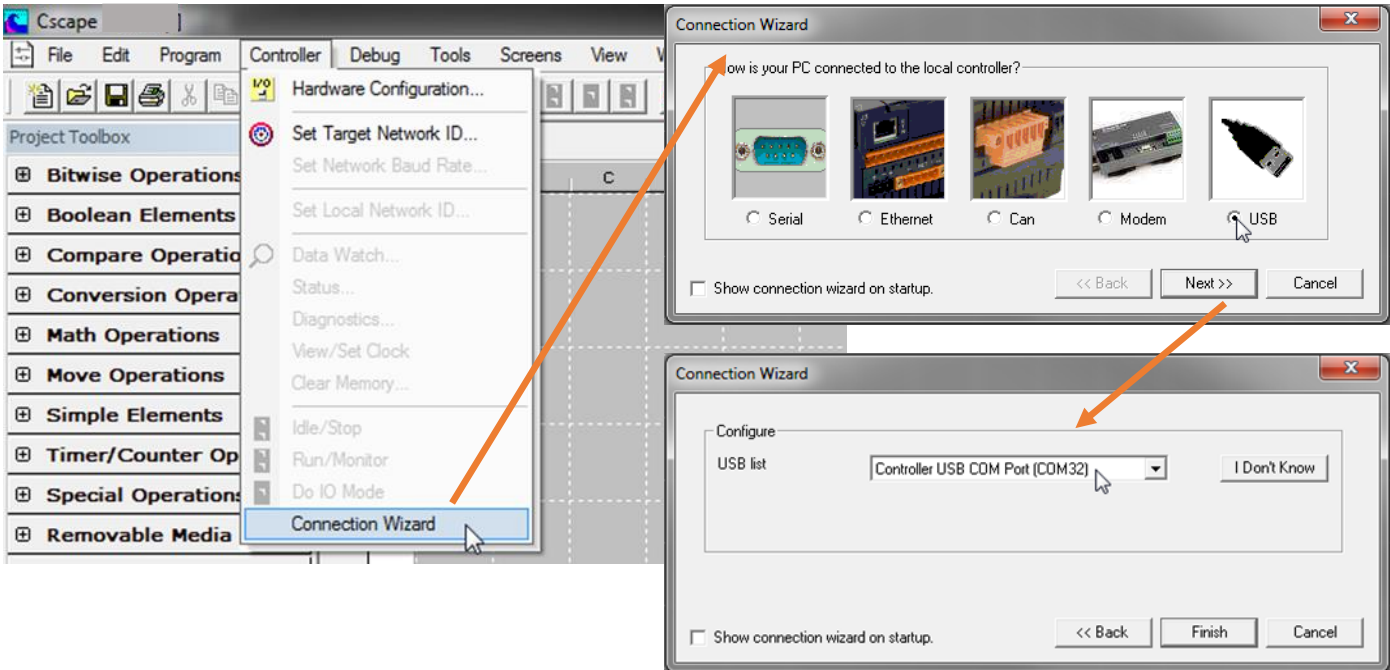 Cscape ]
File Edit Program Controller Debug Tools Screens View
Hardware Configuration...
Set Target Network ID...
Set Network Baud Rate...
Set Local Network ID...
Data Watch...
Status...
Diagnostics...
View/Set Clock
Clear Memory...
Idle/Stop
Run/Monitor
Do IO Mode
Connection Wizard
I/O
Project Toolbox
Bitwise Operations
Boolean Elements
Compare Operatio
Conversion Opera
Math Operations
Move Operations
Simple Elements
Timer/Counter Op
Special Operations
Removable Media
C
Connection Wizard
ow is your PC connected to the local controller?
Serial Ethernet Can Modem USB
Show connection wizard on startup.
<< Back Next >> Cancel
Connection Wizard
Configure
USB list Controller USB COM Port (COM32) I Don't Know
Show connection wizard on startup.
<< Back Finish Cancel